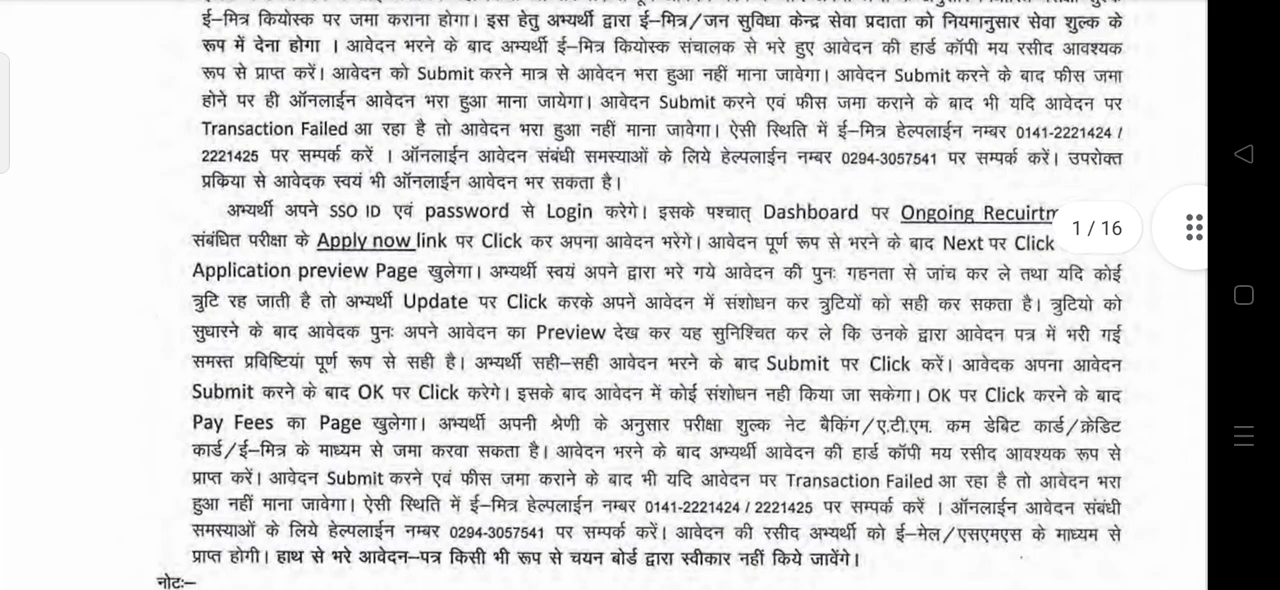 ई–मित्र कियोस्क पर जमा कराना होगा। इस हेतु अभ्यर्थी द्वारा ई–मित्र/जन सुविधा केन्द्र सेवा प्रदाता को नियमानुसार सेवा शुल्क के
रूप में देना होगा । आवेदन भरने के बाद अभ्यर्थी ई–मित्र कियोस्क संचालक से भरे हुए आवेदन की हार्ड कॉपी मय रसीद आवश्यक
रूप से प्राप्त करें। आवेदन को Submit करने मात्र से आवेदन भरा हुआ नहीं माना जावेगा। आवेदन Submit करने के बाद फीस जमा
होने पर ही ऑनलाईन आवेदन भरा हुआ माना जायेगा। आवेदन Submit करने एवं फीस जमा कराने के बाद भी यदि आवेदन पर
Transaction Failed आ रहा है तो आवेदन भरा हुआ नहीं माना जावेगा। ऐसी स्थिति में ई–मित्र हेल्पलाईन नम्बर 0141-2221424 /
2221425 पर सम्पर्क करें । ऑनलाईन आवेदन संबंधी समस्याओं के लिये हेल्पलाईन नम्बर 0294-3057541 पर सम्पर्क करें। उपरोक्त
प्रकिया से आवेदक स्वयं भी ऑनलाईन आवेदन भर सकता है।
अभ्यर्थी अपने SSO ID एवं password से Login करेगे। इसके पश्चात् Dashboard पर Ongoing
1 / 16
संबंधित परीक्षा के Apply now link पर Click कर अपना आवेदन भरेगे। आवेदन पूर्ण रूप से भरने के बाद Next पर Click
Application preview Page खुलेगा। अभ्यर्थी स्वयं अपने द्वारा भरे गये आवेदन की पुनः गहनता से जांच कर ले तथा यदि कोई
त्रुटि रह जाती है तो अभ्यर्थी Update पर Click करके अपने आवेदन में संशोधन कर त्रुटियों को सही कर सकता है। त्रुटियो को
सुधारने के बाद आवेदक पुनः अपने आवेदन का Preview देख कर यह सुनिश्चित कर ले कि उनके द्वारा आवेदन पत्र में भरी गई
समस्त प्रविष्टियां पूर्ण रूप से सही है। अभ्यर्थी सही–सही आवेदन भरने के बाद Submit पर Click करें। आवेदक अपना आवेदन
Submit करने के बाद OK पर Click करेगे। इसके बाद आवेदन में कोई संशोधन नही किया जा सकेगा। OK पर Click करने के बाद
Pay Fees का Page खुलेगा। अभ्यर्थी अपनी श्रेणी के अनुसार परीक्षा शुल्क नेट बैकिंग/ए.टी.एम. कम डेबिट कार्ड/क्रेडिट
कार्ड/ई–मित्र के माध्यम से जमा करवा सकता है। आवेदन भरने के बाद अभ्यर्थी आवेदन की हार्ड कॉपी मय रसीद आवश्यक रूप से
प्राप्त करें। आवेदन Submit करने एवं फीस जमा कराने के बाद भी यदि आवेदन पर Transaction Failed आ रहा है तो आवेदन भरा
हुआ नहीं माना जावेगा। ऐसी स्थिति में ई–मित्र हेल्पलाईन नम्बर 0141-2221424 / 2221425 पर सम्पर्क करें । ऑनलाईन आवेदन संबंधी
समस्याओं के लिये हेल्पलाईन नम्बर 0294-3057541 पर सम्पर्क करें। आवेदन की रसीद अभ्यर्थी को ई–मेल/एसएमएस के माध्यम से
प्राप्त होगी। हाथ से भरे आवेदन–पत्र किसी भी रूप से चयन बोर्ड द्वारा स्वीकार नहीं किये जावेंगे।
नोटः–